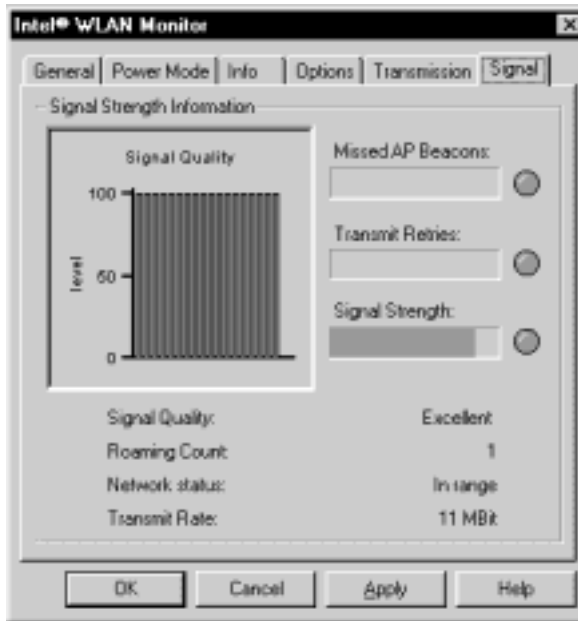 Intel® WLAN Monitor
General Power Mode Info Options Transmission Signal
Signal Strength Information
Signal Quality
100
50
0
level
Missed AP Beacons:
Transmit Retries:
Signal Strength:
Signal Quality: Excellent
Roaming Count: 1
Network status: In range
Transmit Rate: 11 MBit
OK Cancel Apply Help